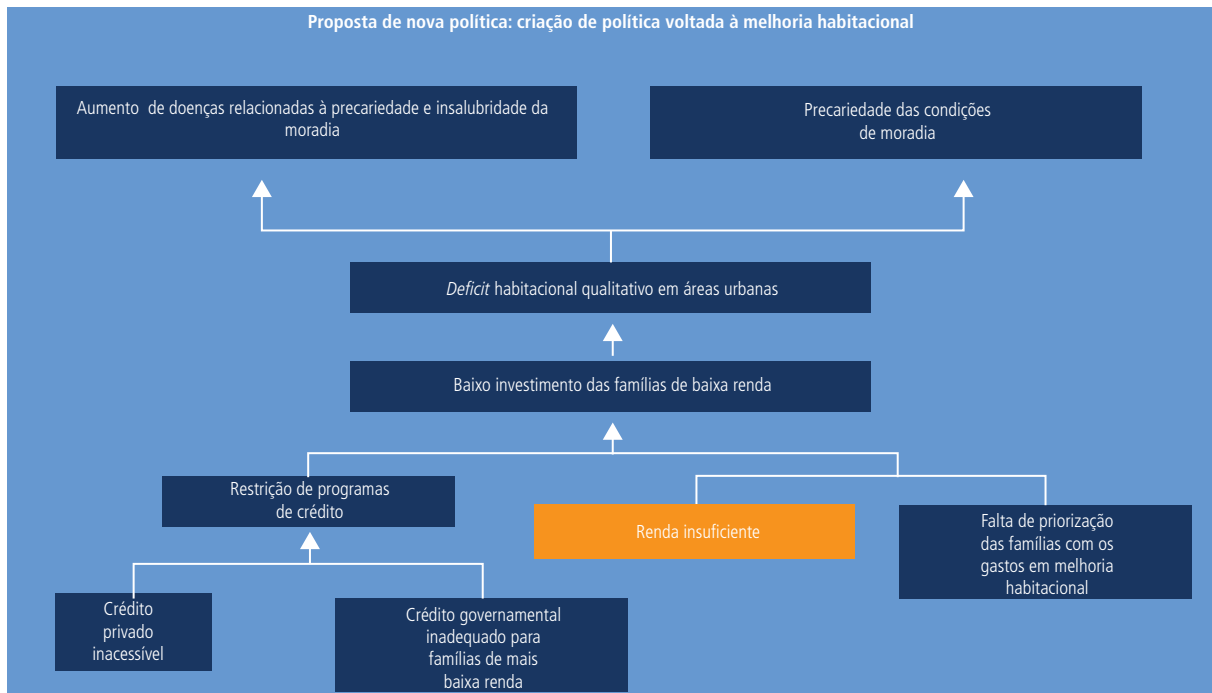 Proposta de nova política: criação de política voltada à melhoria habitacional
Aumento de doenças relacionadas à precariedade e insalubridade da
moradia
Precariedade das condições
de moradia
Deficit habitacional qualitativo em áreas urbanas
Baixo investimento das famílias de baixa renda
Restrição de programas
de crédito
Renda insuficiente
Falta de priorização
das famílias com os
gastos em melhoria
habitacional
Crédito
privado
inacessível
Crédito governamental
inadequado para
famílias de mais
baixa renda